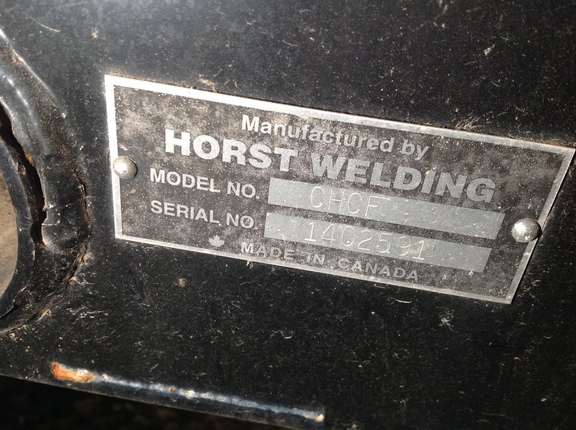 Manufactured by
HORST WELDING
MODEL NO. CHCF
SERIAL NO 1402591
MADE IN CANADA